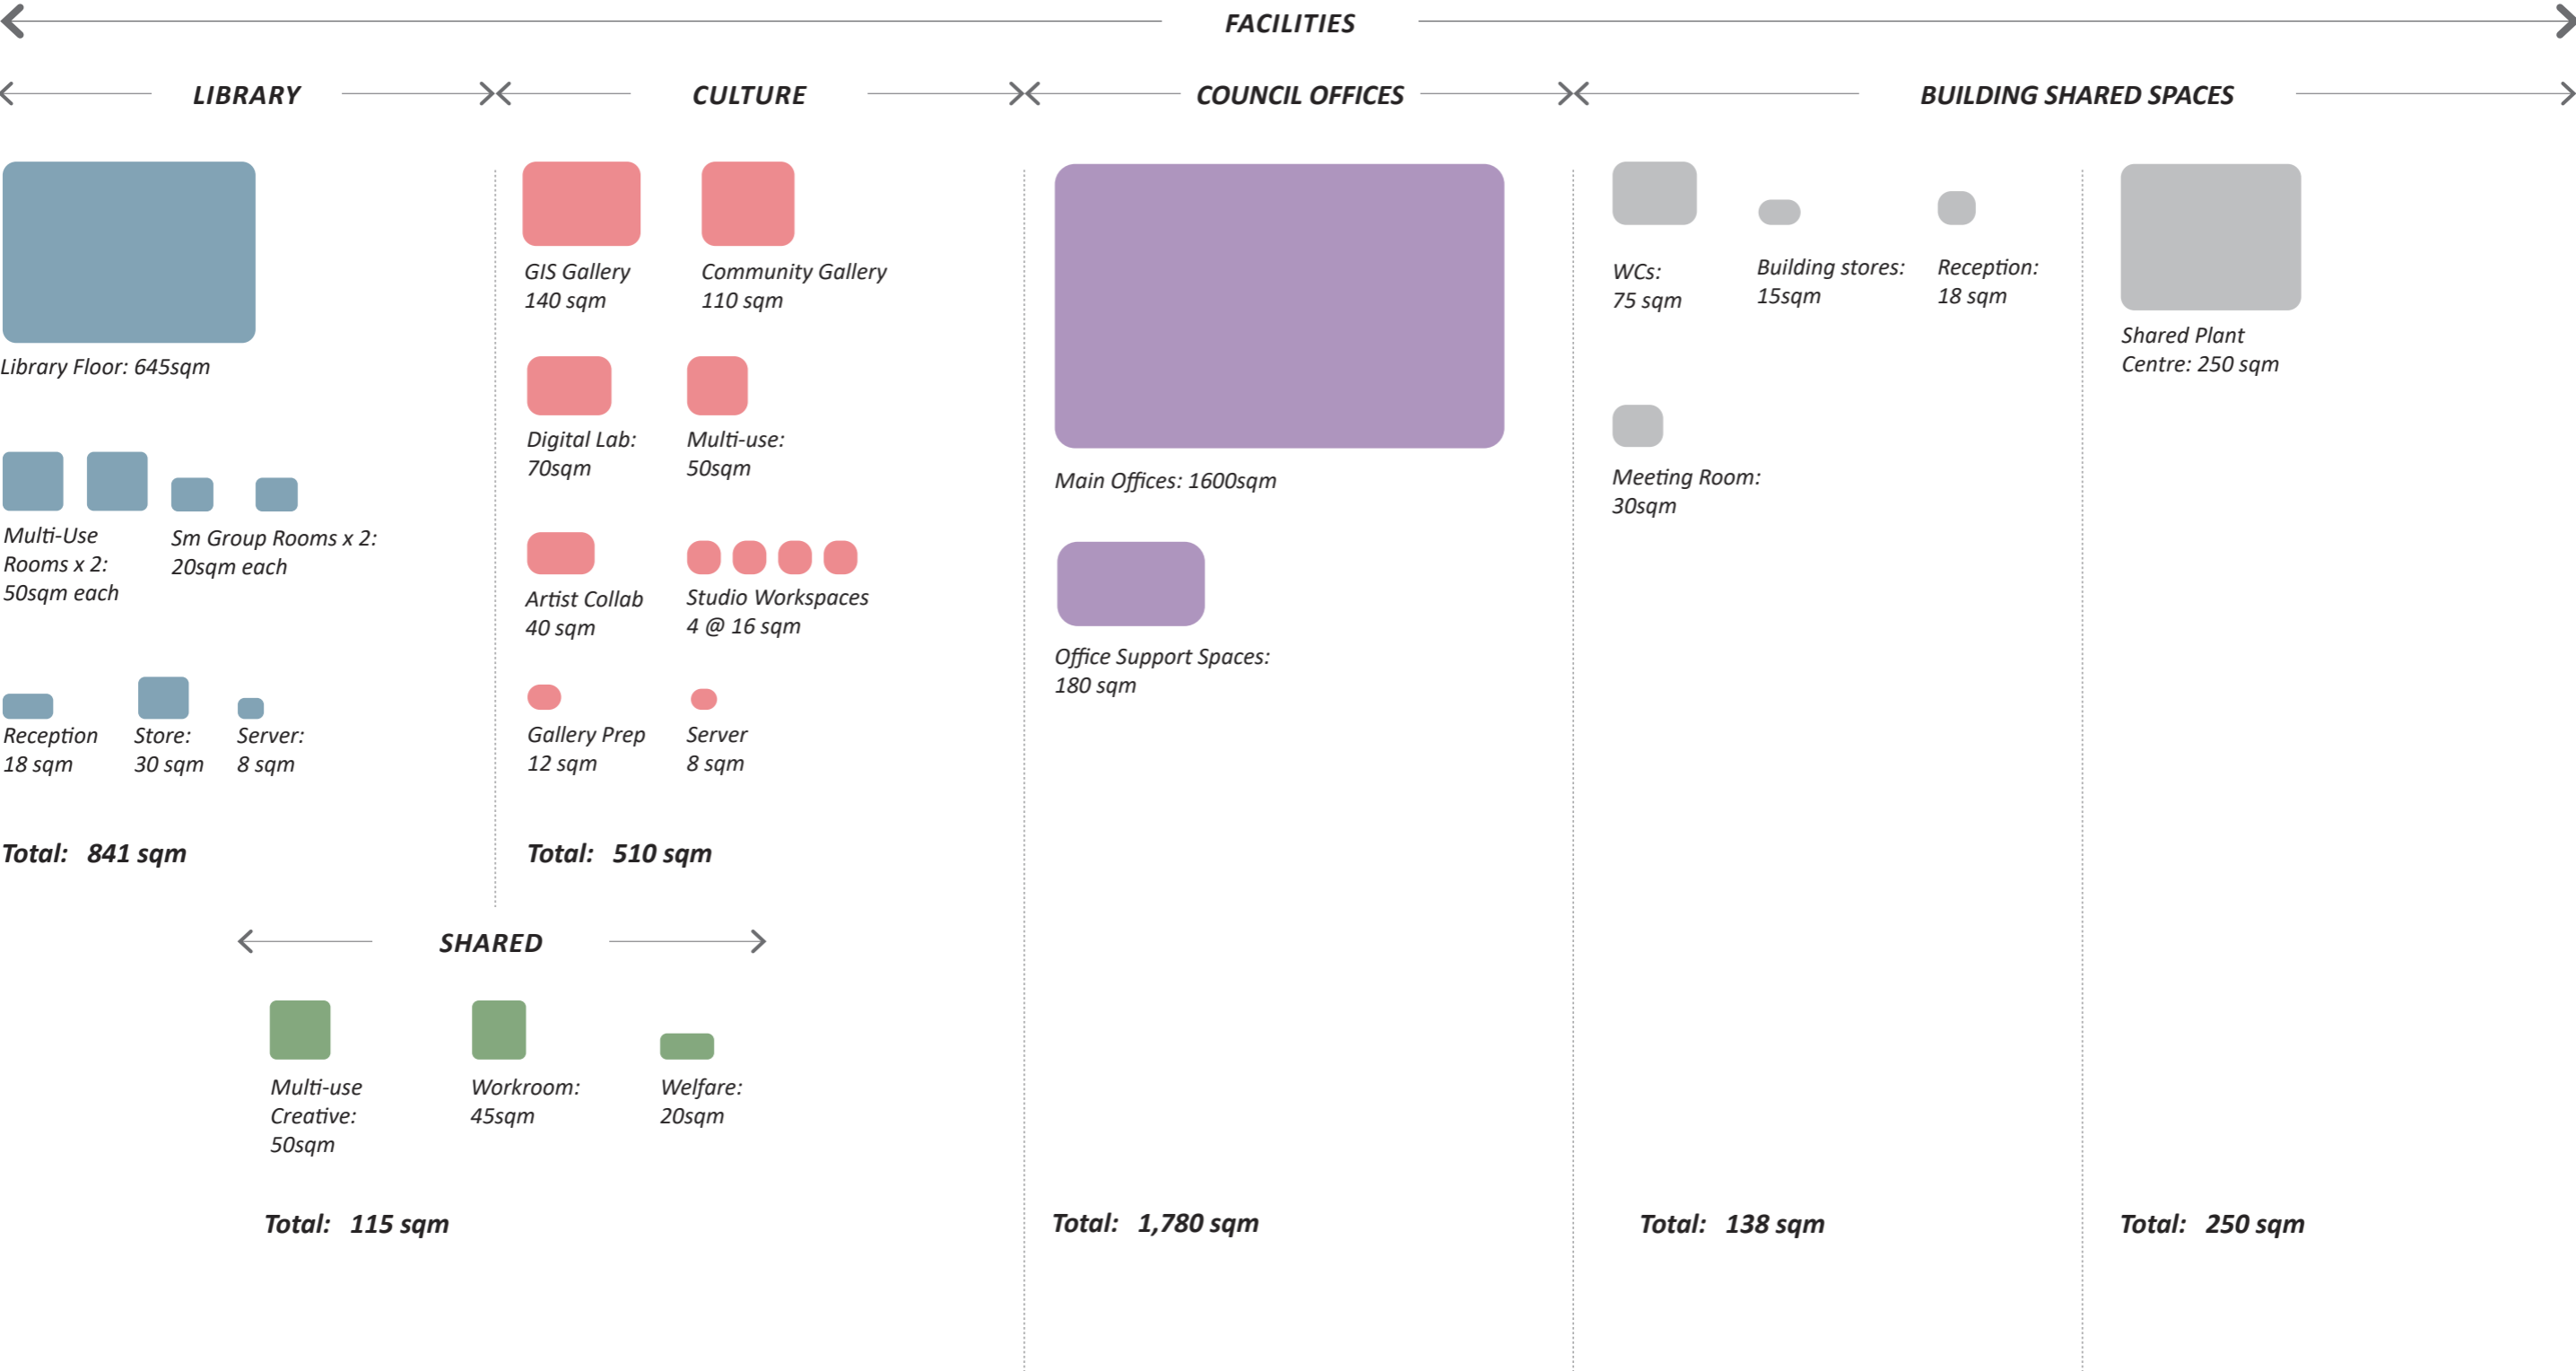 FACILITIES
LIBRARY
CULTURE
COUNCIL OFFICES
BUILDING SHARED SPACES
Library Floor: 645sqm
Multi-Use
Rooms x 2:
50sqm each
Sm Group Rooms x 2:
20sqm each
Reception
18 sqm
Store:
30 sqm
Server:
8 sqm
Total: 841 sqm
GIS Gallery
140 sqm
Community Gallery
110 sqm
Digital Lab:
70sqm
Multi-use:
50sqm
Artist Collab
40 sqm
Studio Workspaces
4 @ 16 sqm
Gallery Prep
12 sqm
Server
8 sqm
Total: 510 sqm
SHARED
Multi-use
Creative:
50sqm
Workroom:
45sqm
Welfare:
20sqm
Total: 115 sqm
Main Offices: 1600sqm
Office Support Spaces:
180 sqm
Total: 1,780 sqm
WCs:
75 sqm
Building stores:
15sqm
Reception:
18 sqm
Meeting Room:
30sqm
Total: 138 sqm
Shared Plant
Centre: 250 sqm
Total: 250 sqm